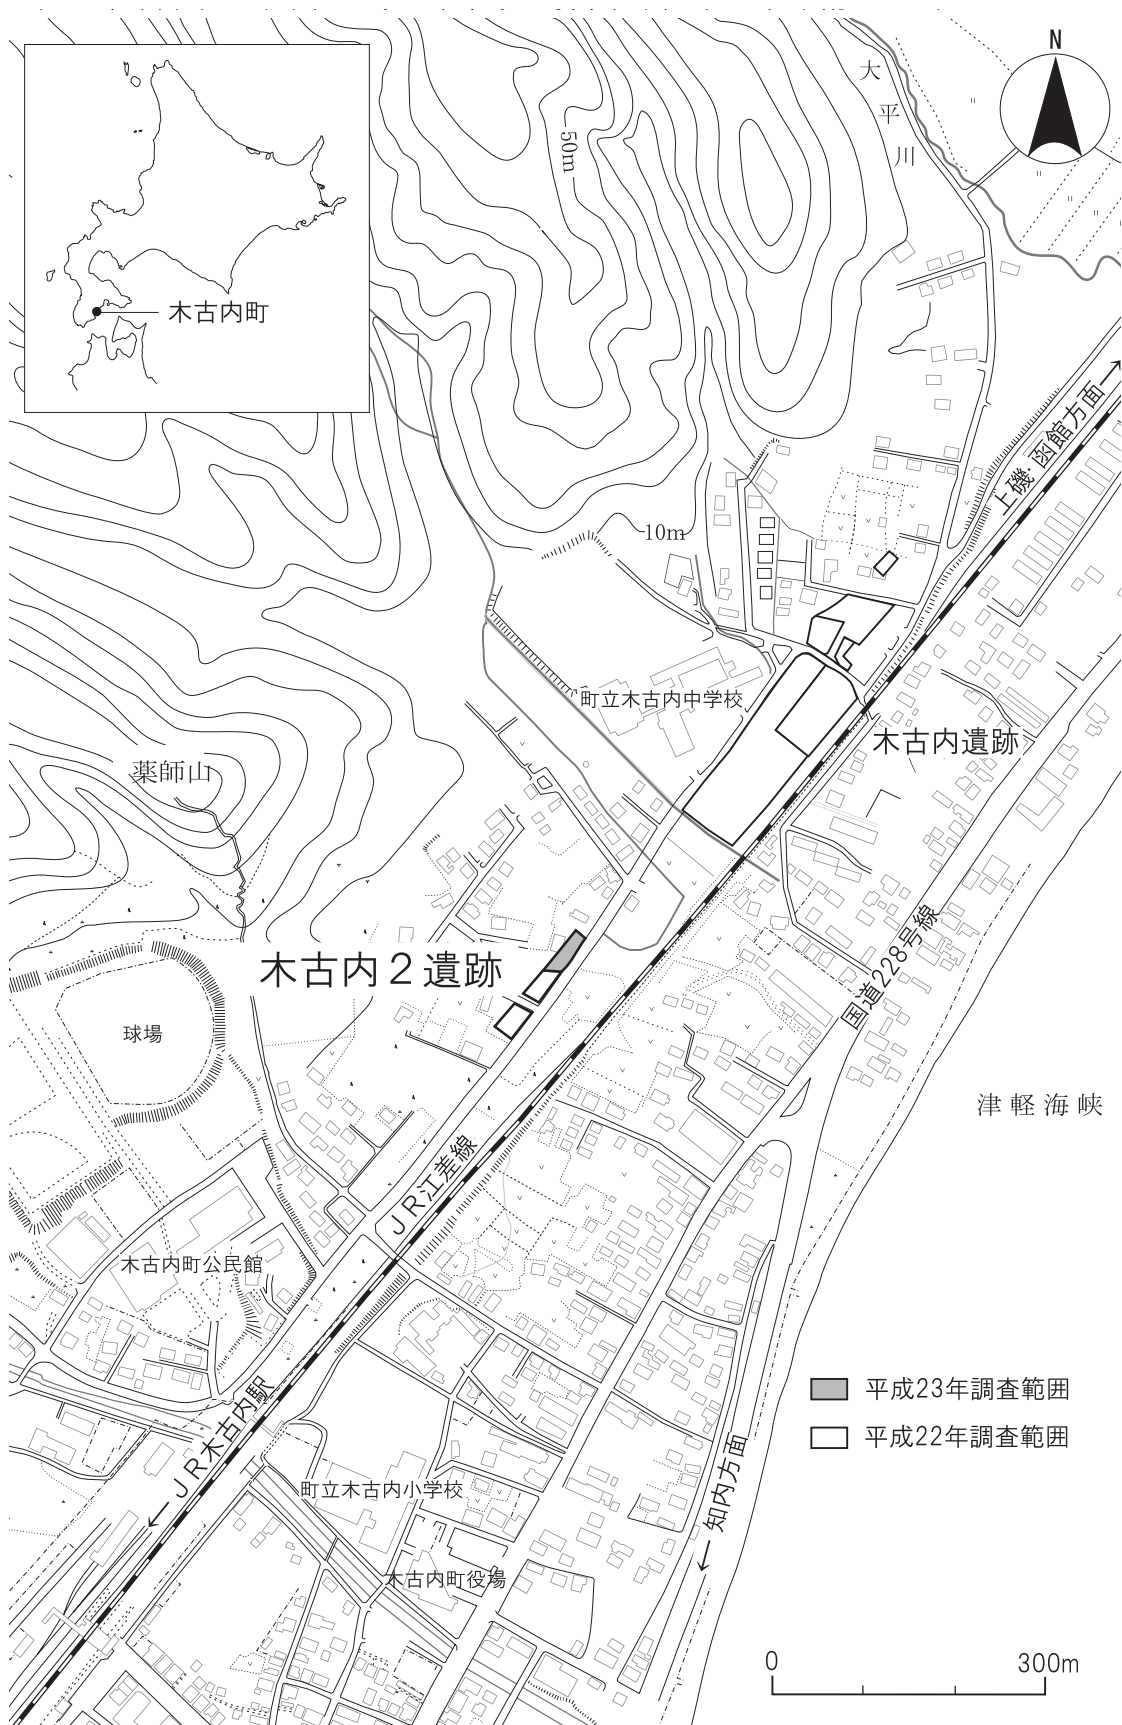 大平川
N
50m
木古内町
上磯・函館方面
10m
町立木古内中学校
木古内遺跡
薬師山
国道228号線
木古内2遺跡
球場
津軽海峡
JR江差線
木古内町公民館
平成23年調査範囲
JR木古内駅
平成22年調査範囲
知内方面
町立木古内小学校
木古内町役場
0
300m